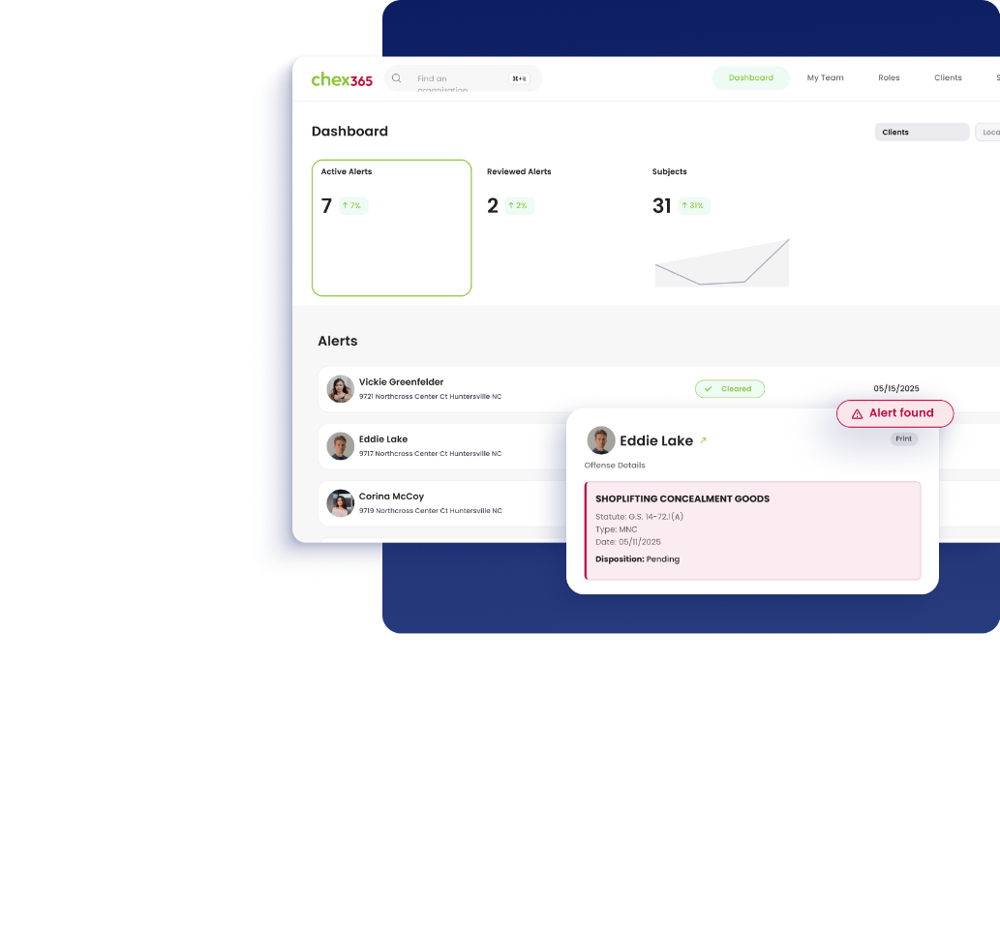 chex365
Find an
organization
⌘+k
Dashboard
My Team
Roles
Clients
S
Dashboard
Clients
Loca
Active Alerts
7
↑ 7%
Reviewed Alerts
2
↑ 2%
Subjects
31
↑ 31%
Alerts
Vickie Greenfelder
9721 Northcross Center Ct Huntersville NC
Cleared
05/15/2025
Eddie Lake
9717 Northcross Center Ct Huntersville NC
Corina McCoy
9719 Northcross Center Ct Huntersville NC
Alert found
Eddie Lake
Print
Offense Details
SHOPLIFTING CONCEALMENT GOODS
Statute: G.S. 14-72.1(A)
Type: MNC
Date: 05/11/2025
Disposition: Pending